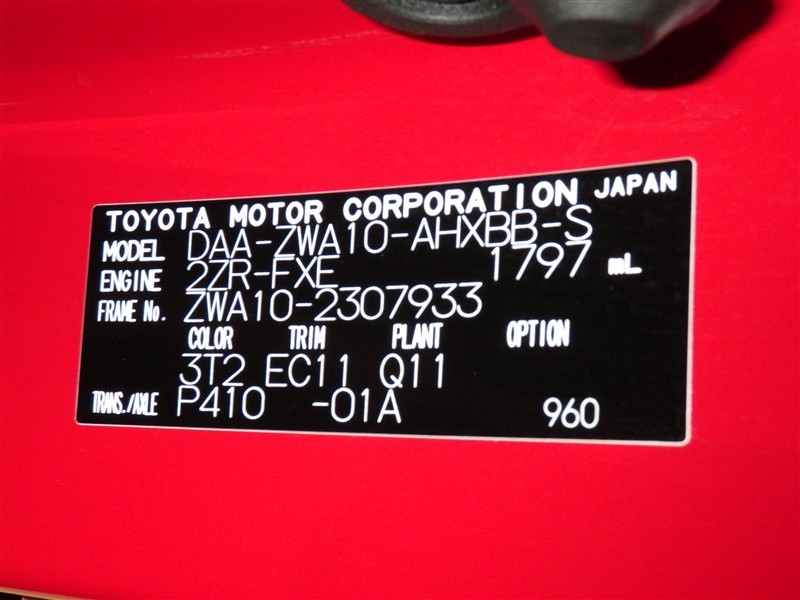 TOYOTA MOTOR CORPORATION JAPAN
MODEL DAA-ZWA10-AHXBB-S
ENGINE 2ZR-FXE 1797 mL
FRAME No. ZWA10-2307933
COLOR TRIM PLANT OPTION
3T2 EC11 Q11
TRANS./AXLE P410 -01A 960